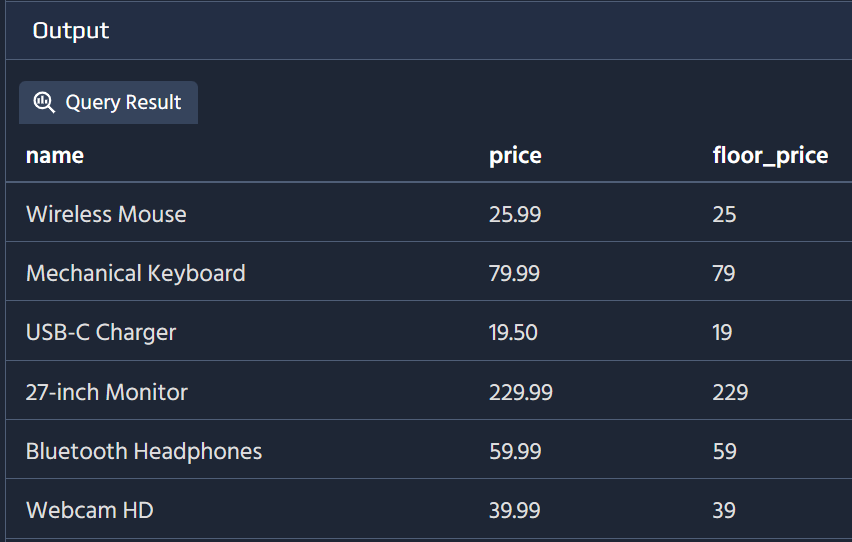 Output
Query Result
name price floor_price
Wireless Mouse 25.99 25
Mechanical Keyboard 79.99 79
USB-C Charger 19.50 19
27-inch Monitor 229.99 229
Bluetooth Headphones 59.99 59
Webcam HD 39.99 39